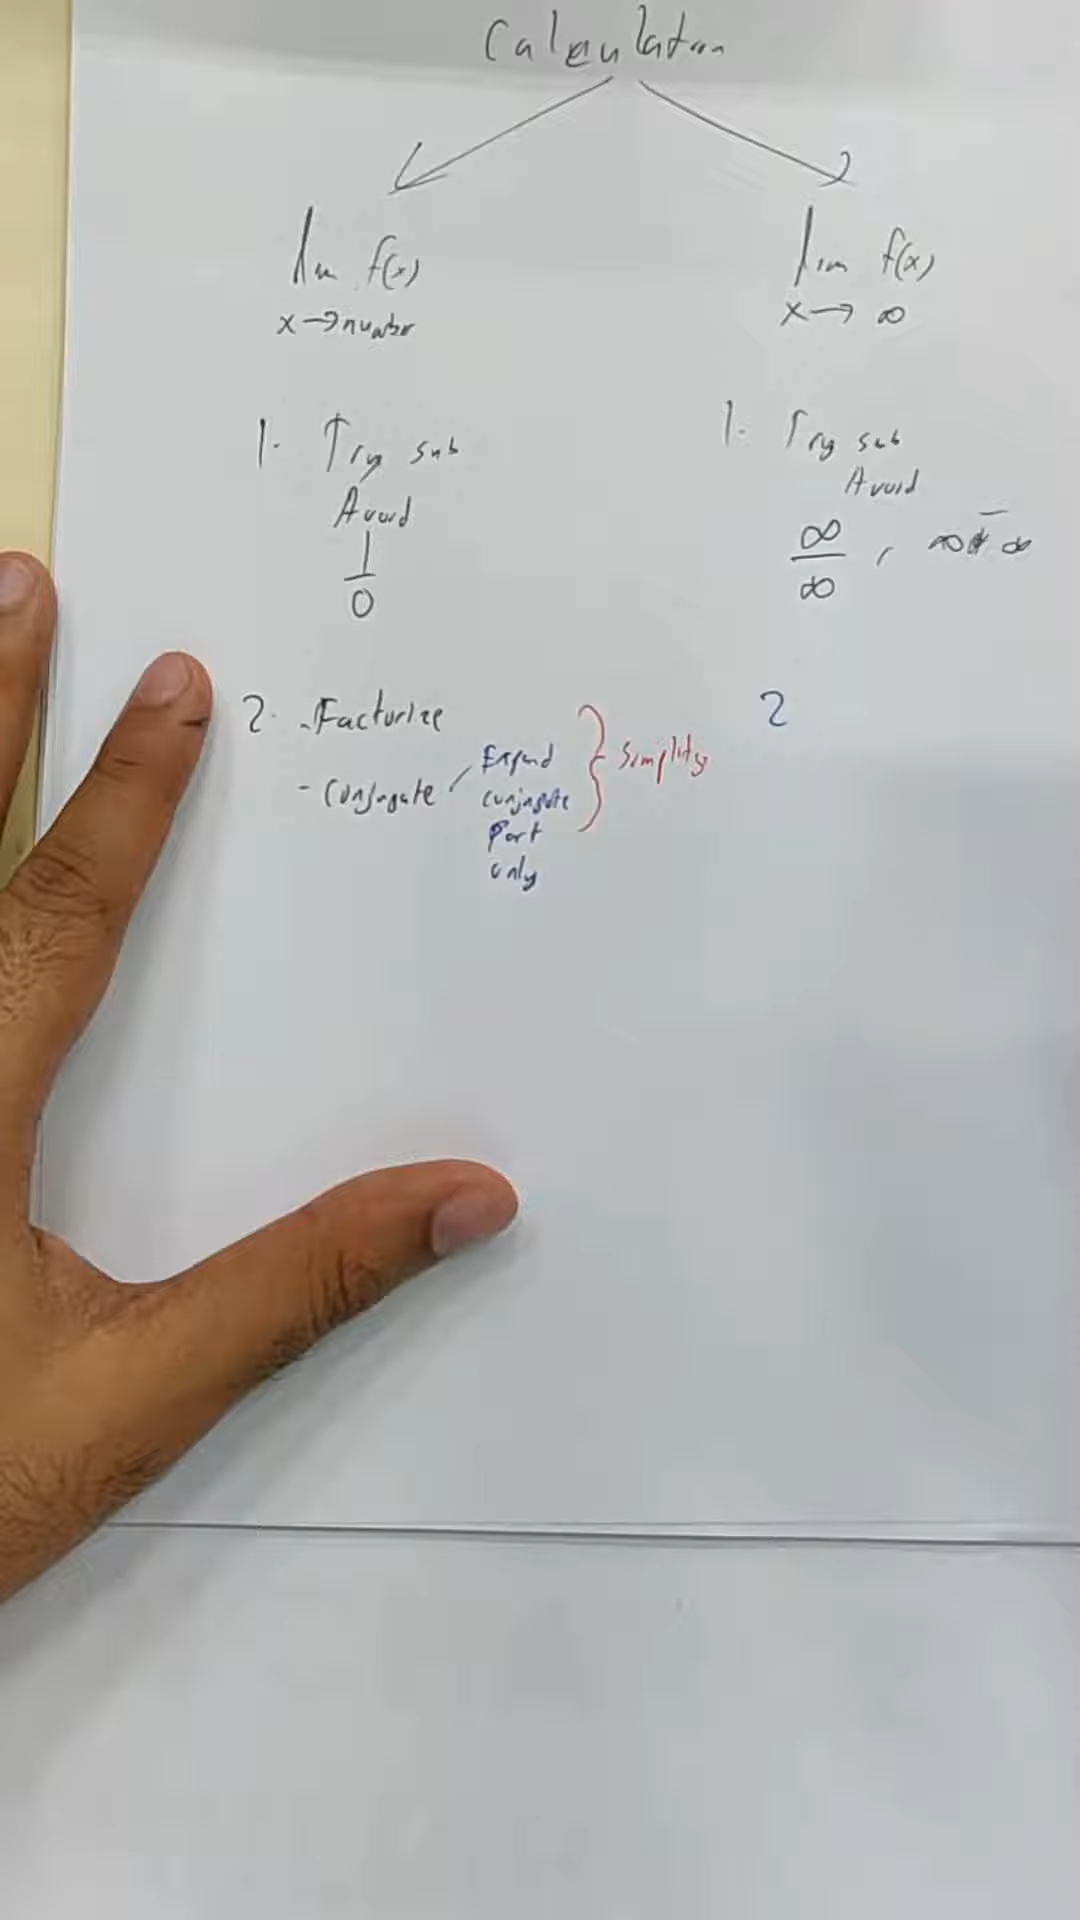 Calculation
lim f(x)
x → number
1. Try sub
Avoid
1/0
2. - Factorize
- Conjugate
Expand
conjugate
Part
only
Simplify
lim f(x)
x → ∞
1. Try sub
Avoid
∞/∞ , ∞ - ∞
2